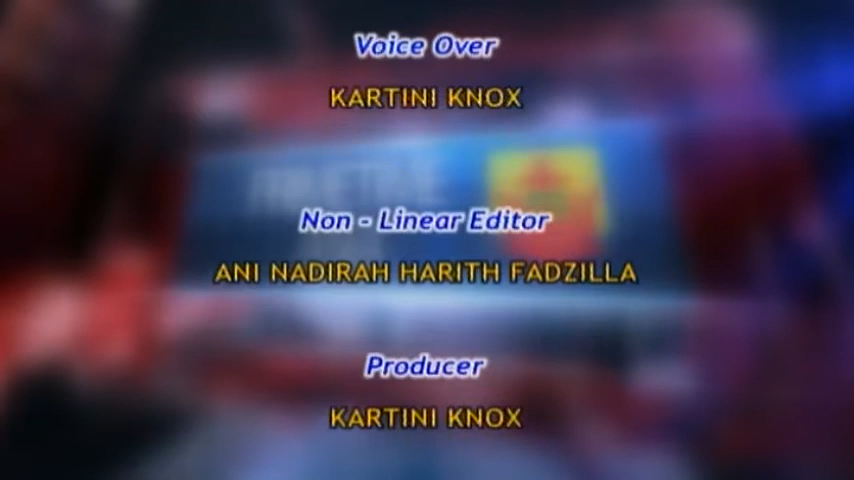 Voice Over
KARTINI KNOX
Non - Linear Editor
ANI NADIRAH HARITH FADZILLA
Producer
KARTINI KNOX